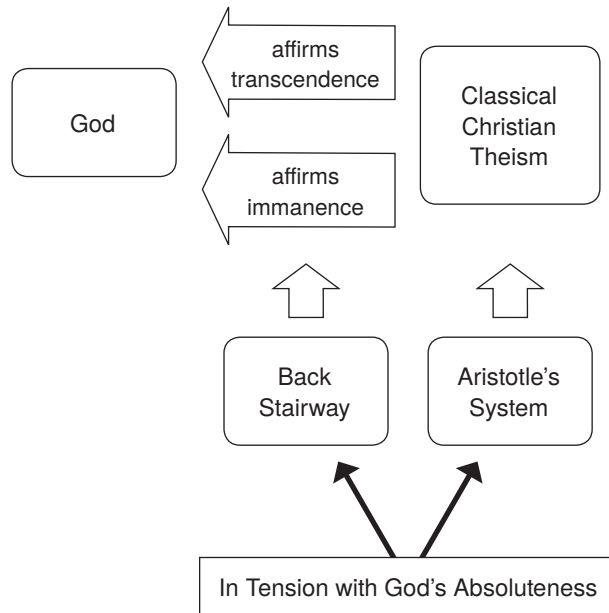 God
affirms
transcendence
affirms
immanence
Classical
Christian
Theism
Back
Stairway
Aristotle’s
System
In Tension with God’s Absoluteness